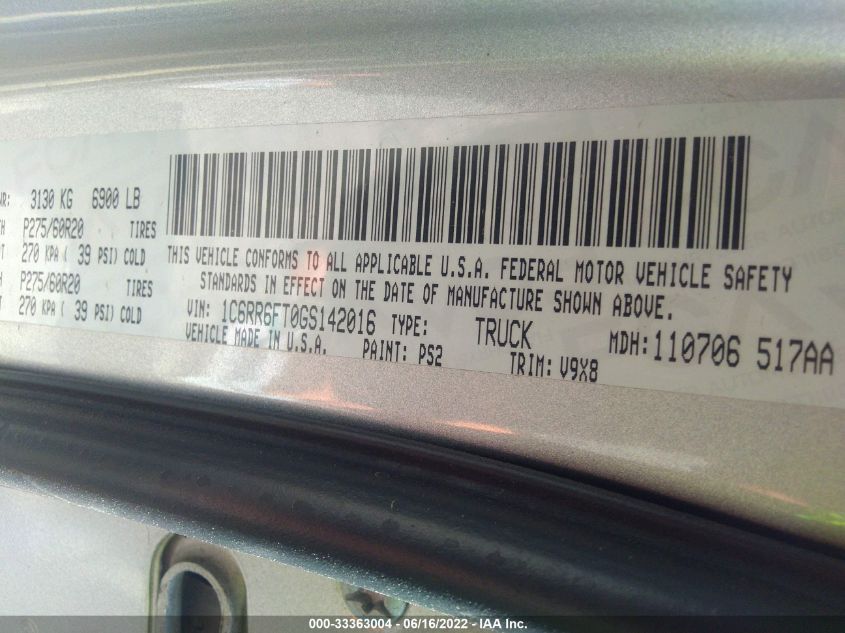 WR: 3130 KG 6900 LB
P275/60R20 TIRES
270 KPA ( 39 PSI) COLD
P275/60R20 TIRES
270 KPA ( 39 PSI) COLD
THIS VEHICLE CONFORMS TO ALL APPLICABLE U.S.A. FEDERAL MOTOR VEHICLE SAFETY
STANDARDS IN EFFECT ON THE DATE OF MANUFACTURE SHOWN ABOVE.
VIN: 1C6RR6FT0GS142016 TYPE: TRUCK MDH: 110706 517AA
VEHICLE MADE IN U.S.A. PAINT: PS2 TRIM: V9X8
000-33363004 / 06/16/2022 - IAA Inc.